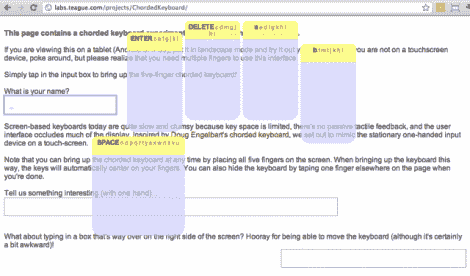 labs.teague.com/projects/ChordedKeyboard/
This page contains a chorded keyboard
DELETE
ENTER
If you are viewing this on a tablet
in landscape mode and try it out
you are not on a touchscreen
device, poke around, but please realize that you need multiple fingers to use this interface.
Simply tap in the input box to bring up the five-finger chorded keyboard!
What is your name?
Screen-based keyboards today are quite slow and clumsy because key space is limited, there's no passive tactile feedback, and the user
interface occludes much of the display. Inspired by Doug Engelbart's chorded keyboard, we set out to mimic the stationary one-handed input
device on a touch-screen.
SPACE
Note that you can bring up the chorded keyboard at any time by placing all five fingers on the screen. When bringing up the keyboard this
way, the keys will automatically center on your fingers. You can also hide the keyboard by tapping one finger elsewhere on the page when
you're done.
Tell us something interesting (with one hand)
What about typing in a box that's way over on the right side of the screen? Hooray for being able to move the keyboard (although it's certainly
a bit awkward)!